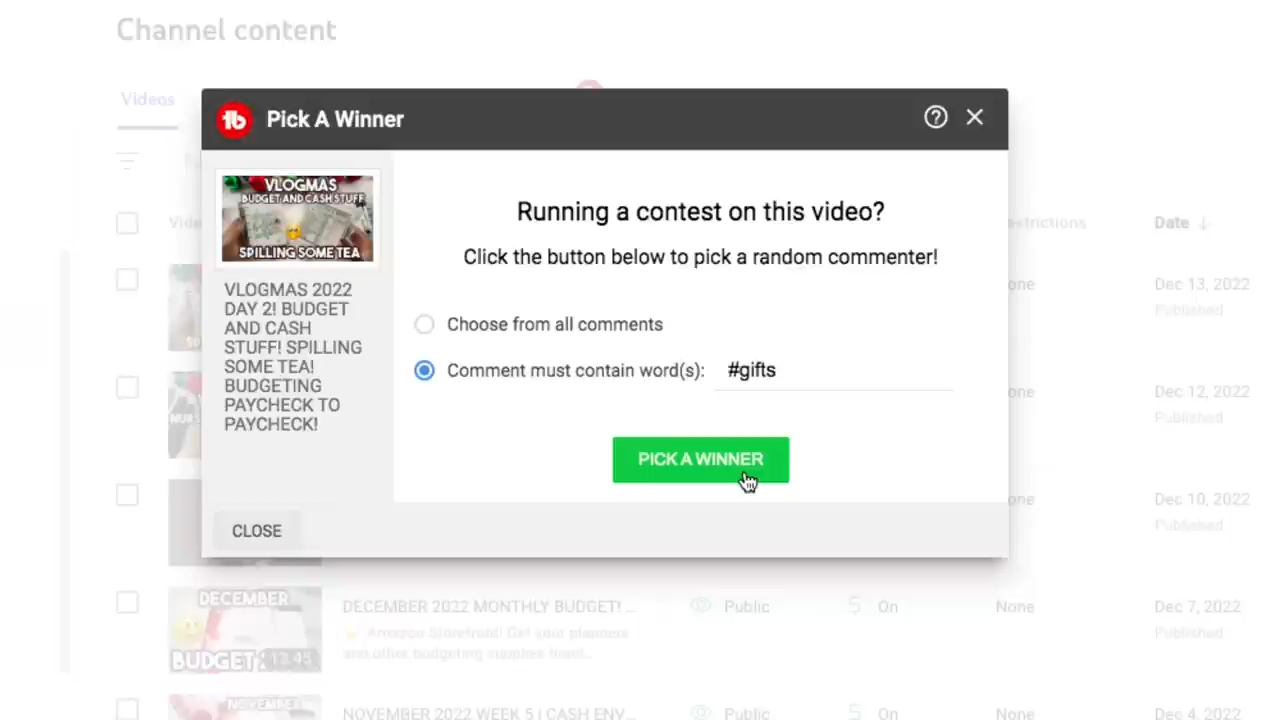 Channel content
Videos
Pick A Winner
VLOGMAS
BUDGET AND CASH STUFF
SPILLING SOME TEA
VLOGMAS 2022
DAY 2! BUDGET
AND CASH
STUFF! SPILLING
SOME TEA!
BUDGETING
PAYCHECK TO
PAYCHECK!
Running a contest on this video?
Click the button below to pick a random commenter!
Choose from all comments
Comment must contain word(s): #gifts
PICK A WINNER
CLOSE
Date
Dec 13, 2022
Published
Dec 12, 2022
Published
Dec 10, 2022
Published
DECEMBER
BUDGET
DECEMBER 2022 MONTHLY BUDGET! ...
Amazon Storefront! Get your planners
and other budgeting supplies here!...
Public
On
None
Dec 7, 2022
Published
NOVEMBER
NOVEMBER 2022 WEEK 5 | CASH ENV...
Public
On
None
Dec 4, 2022